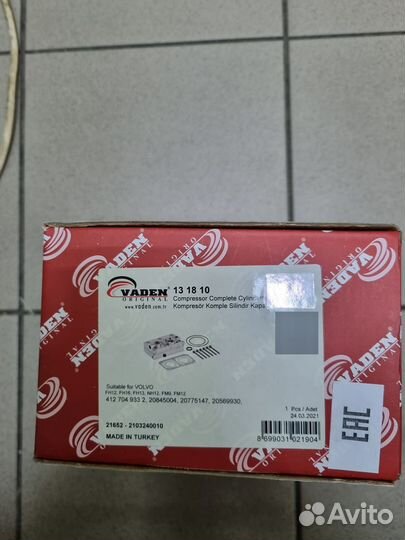 VADEN
ORIGINAL
www.vaden.com.tr
13 18 10
Compressor Complete Cylinder
Kompresör Komple Silindir Kapa
Suitable for VOLVO
FH12, FH16, FH13, NH12, FM9, FM12
412 704 933 2, 20845004, 20775147, 20569930,
1 Pcs / Adet
24.03.2021
21652 - 2103240010
MADE IN TURKEY
8 699031 021904
EAC
Avito